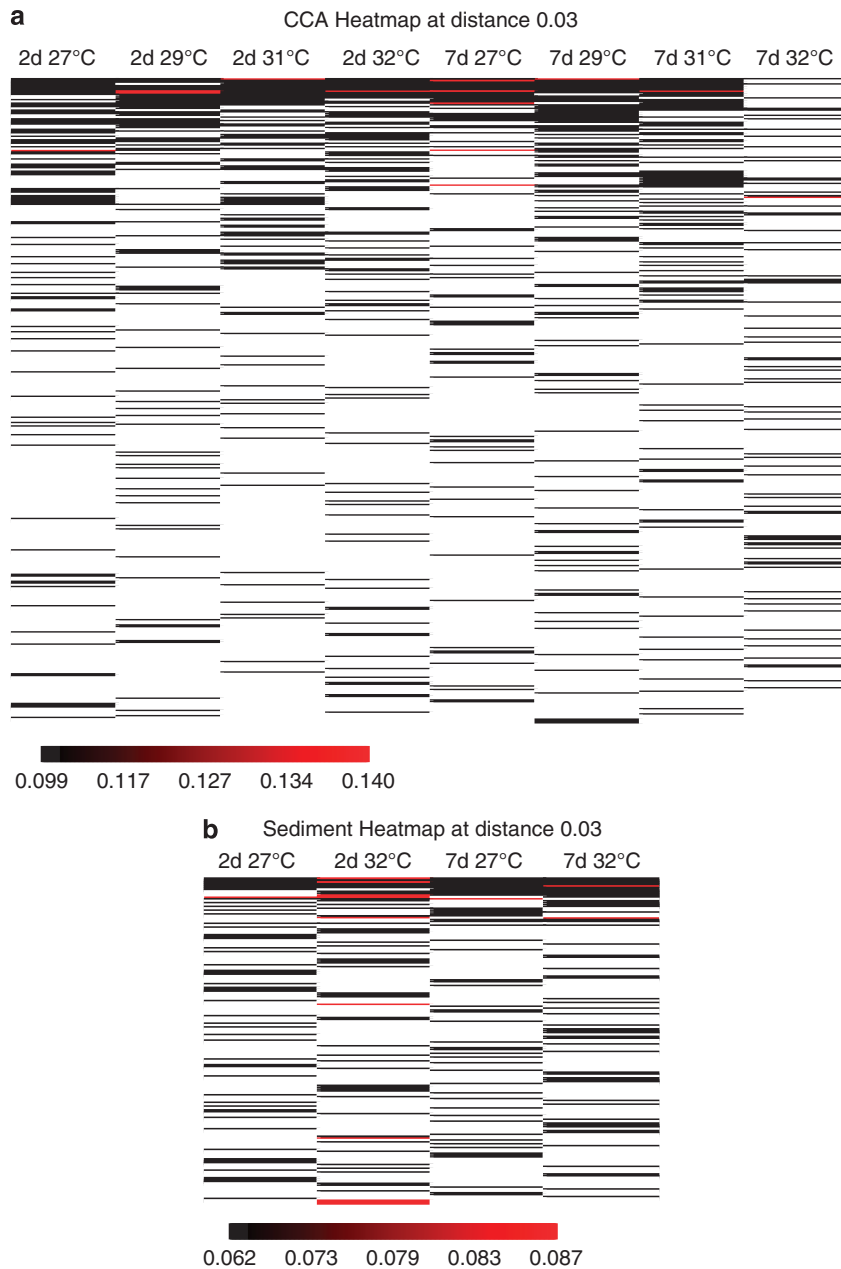 a
CCA Heatmap at distance 0.03
2d 27°C 2d 29°C 2d 31°C 2d 32°C 7d 27°C 7d 29°C 7d 31°C 7d 32°C
0.099 0.117 0.127 0.134 0.140
b
Sediment Heatmap at distance 0.03
2d 27°C 2d 32°C 7d 27°C 7d 32°C
0.062 0.073 0.079 0.083 0.087